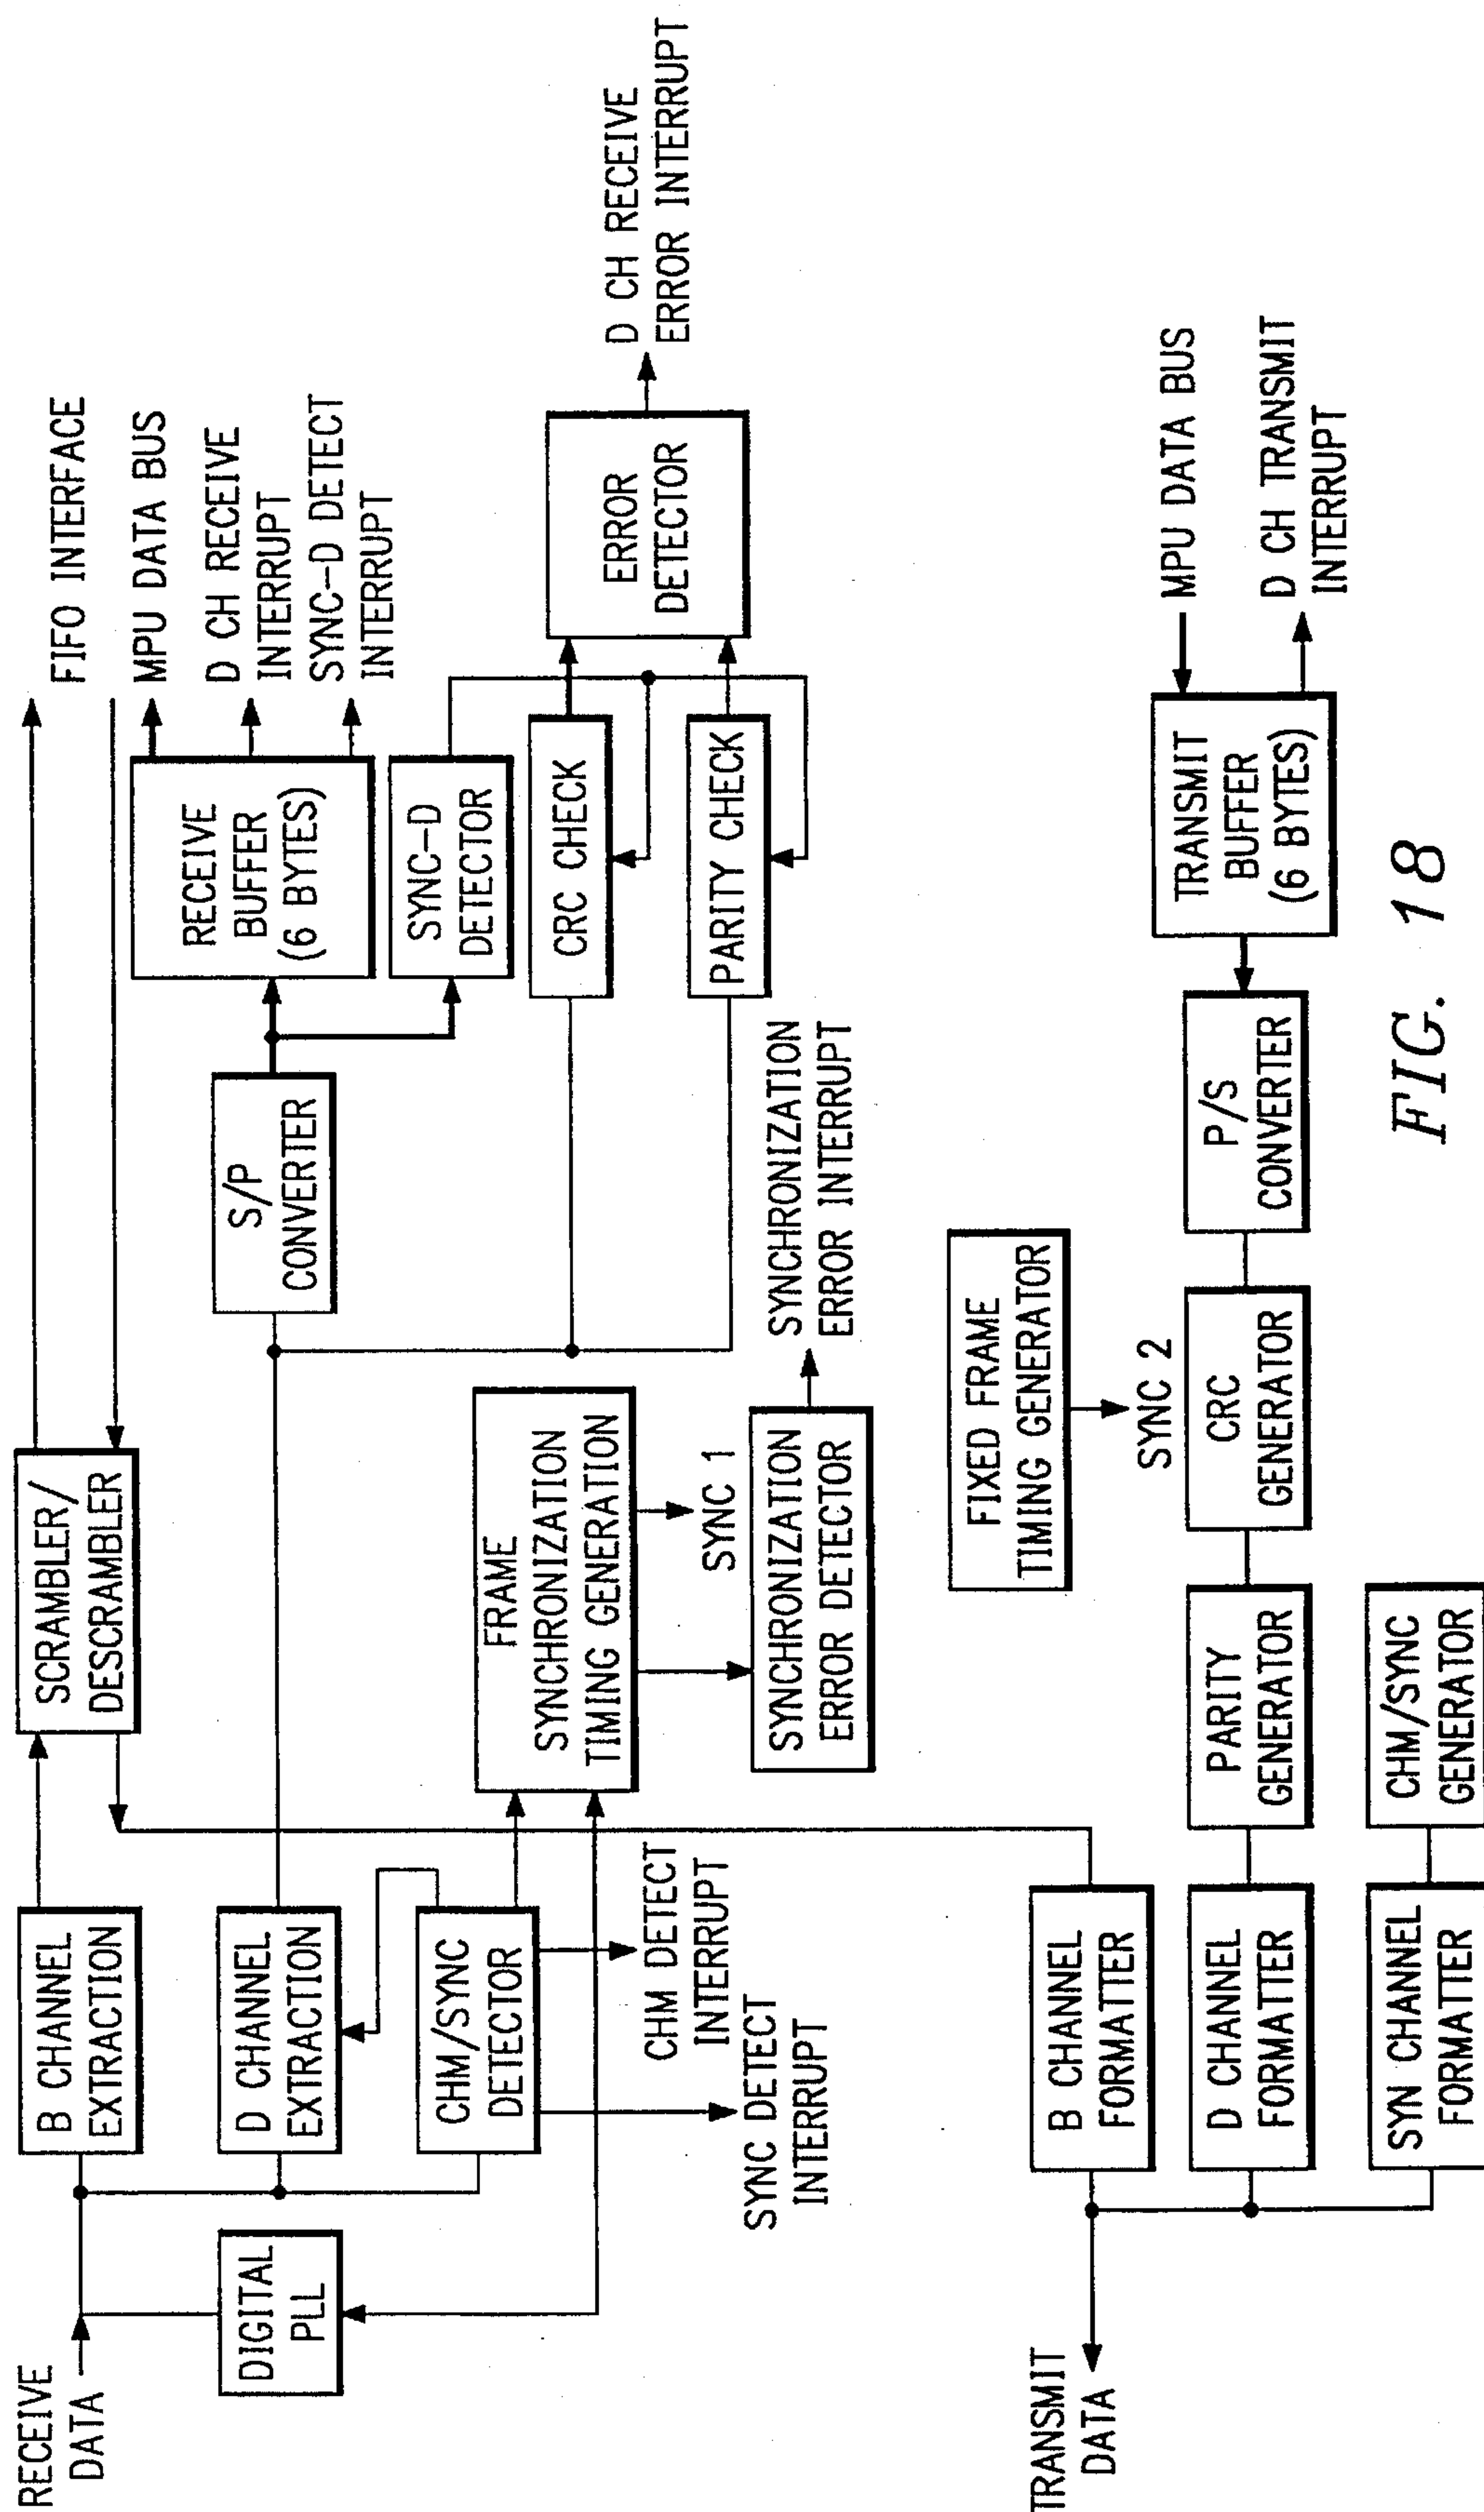 RECEIVE
DATA
DIGITAL
PLL
B CHANNEL
EXTRACTION
D CHANNEL
EXTRACTION
CHM/SYNC
DETECTOR
CHM DETECT
INTERRUPT
SYNC DETECT
INTERRUPT
SCRAMBLER/
DESCRAMBLER
FRAME
SYNCHRONIZATION
TIMING GENERATION
SYNC 1
SYNCHRONIZATION
ERROR DETECTOR
SYNCHRONIZATION
ERROR INTERRUPT
S/P
CONVERTER
RECEIVE
BUFFER
(6 BYTES)
SYNC-D
DETECTOR
CRC CHECK
PARITY CHECK
FIFO INTERFACE
MPU DATA BUS
D CH RECEIVE
INTERRUPT
SYNC-D DETECT
INTERRUPT
ERROR
DETECTOR
D CH RECEIVE
ERROR INTERRUPT
TRANSMIT
DATA
B CHANNEL
FORMATTER
D CHANNEL
FORMATTER
SYN CHANNEL
FORMATTER
PARITY
GENERATOR
CHM/SYNC
GENERATOR
FIXED FRAME
TIMING GENERATOR
SYNC 2
CRC
GENERATOR
P/S
CONVERTER
TRANSMIT
BUFFER
(6 BYTES)
MPU DATA BUS
D CH TRANSMIT
INTERRUPT
FIG. 18